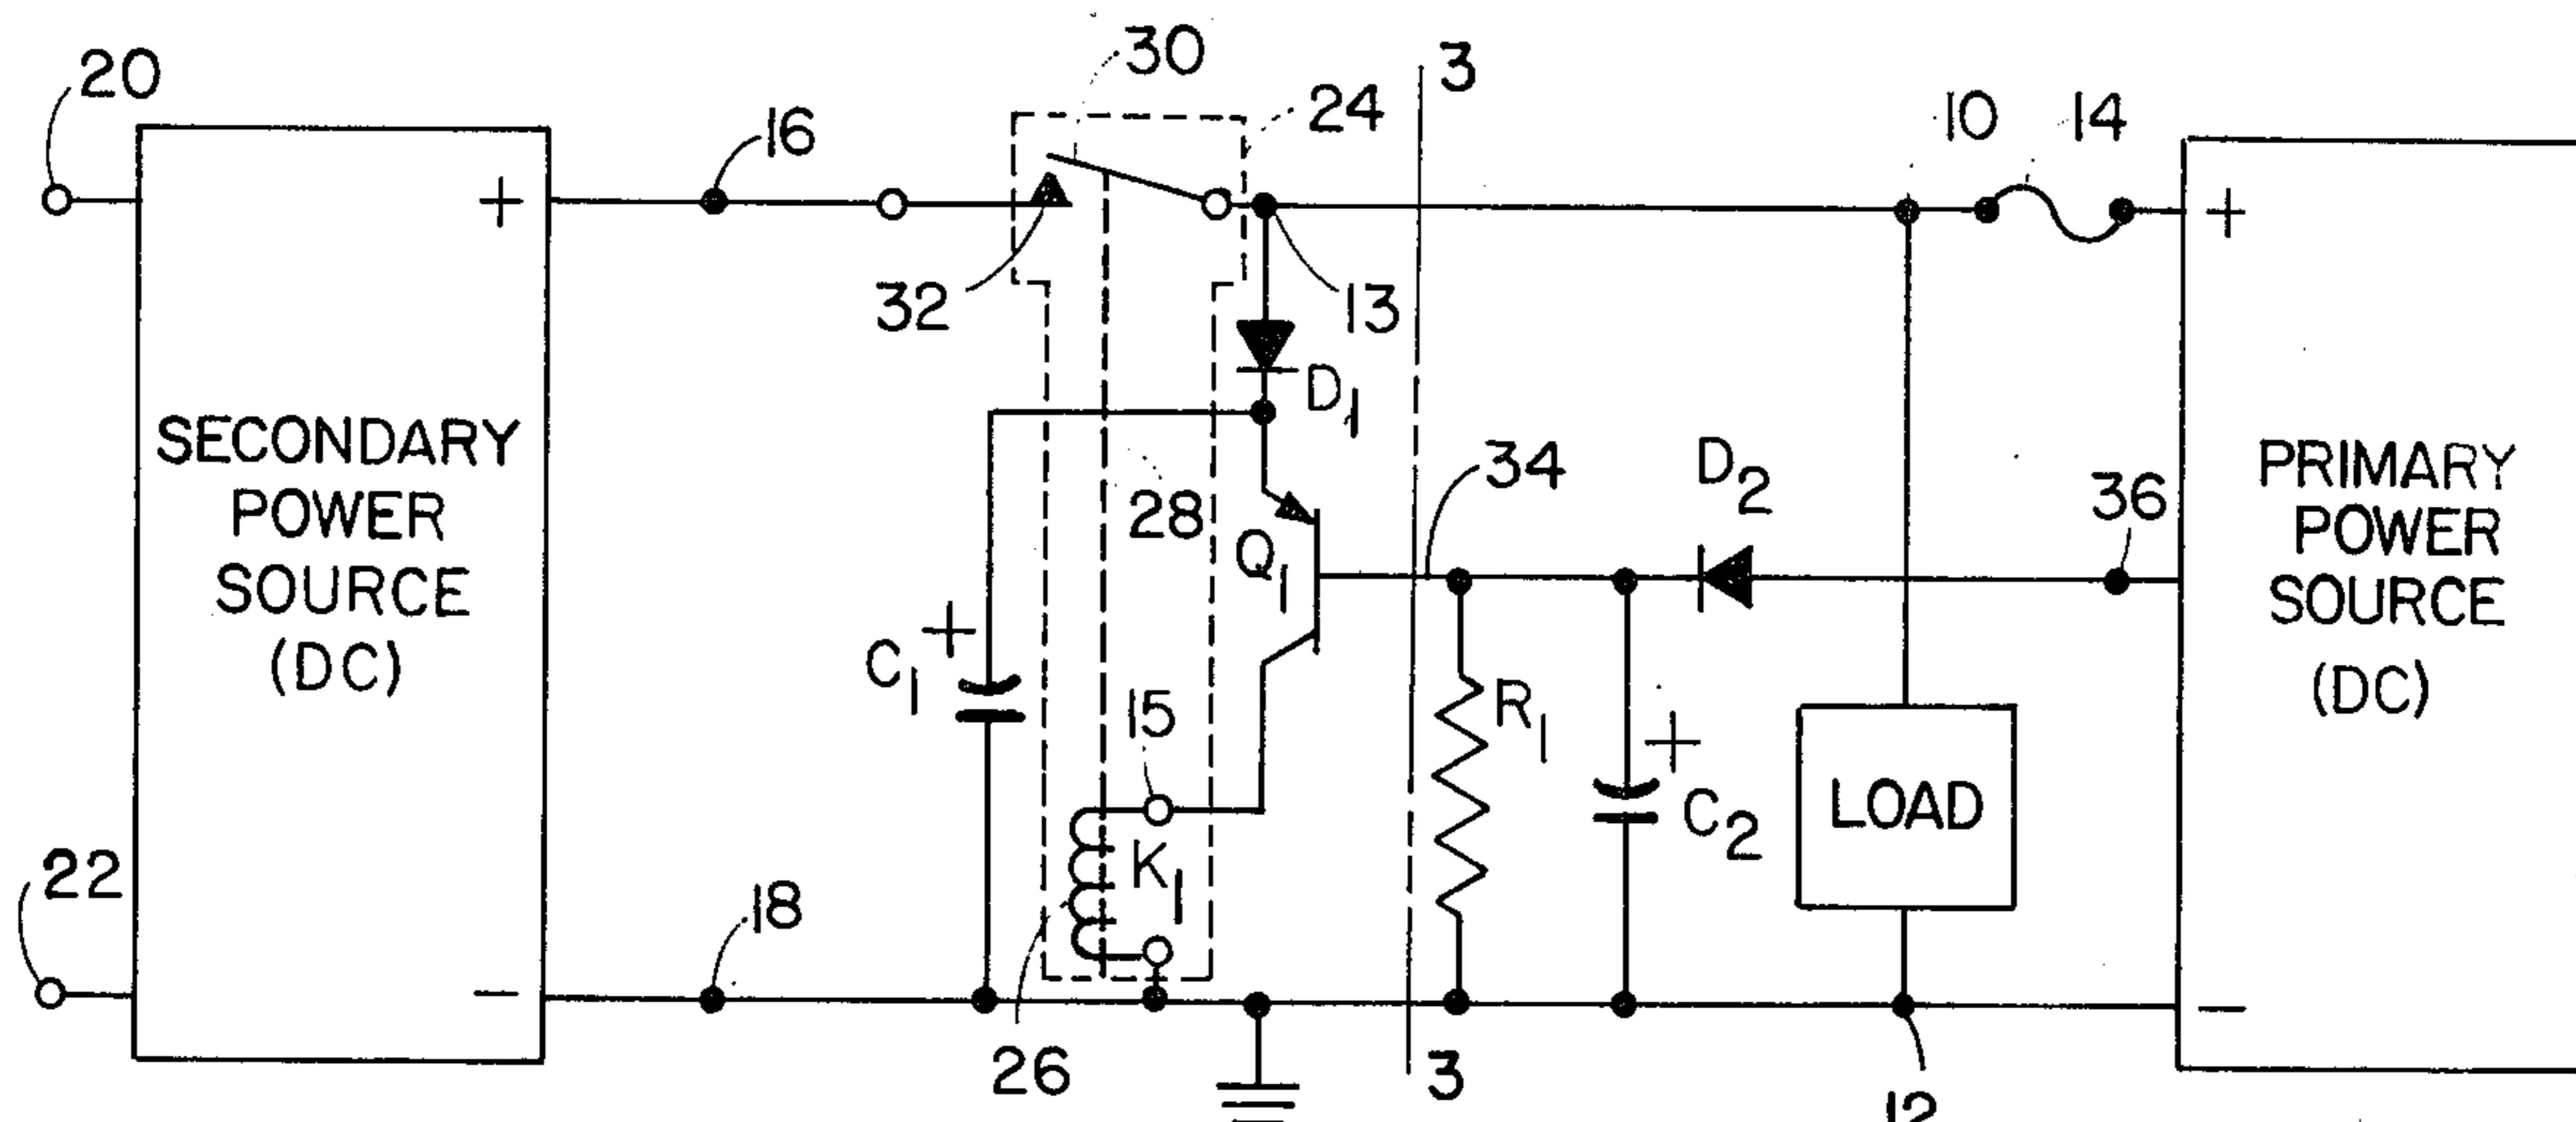 30
3
20
24
10
14
16
+
+
32
13
D1
SECONDARY
POWER
SOURCE
(DC)
28
34
D2
36
PRIMARY
POWER
SOURCE
(DC)
Q1
+
C1
15
R1
+
C2
LOAD
K1
22
18
−
−
26
3
12